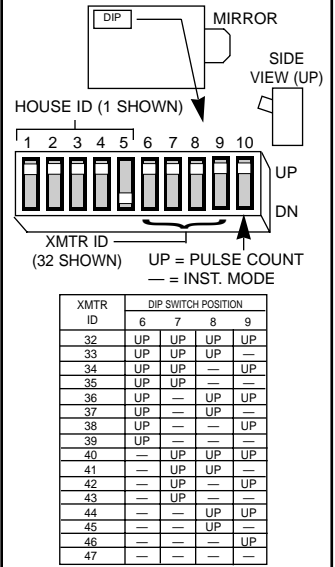 DIP
MIRROR
SIDE
VIEW (UP)
HOUSE ID (1 SHOWN)
1 2 3 4 5 6 7 8 9 10
UP
DN
XMTR ID
(32 SHOWN)
UP = PULSE COUNT
— = INST. MODE
XMTR ID DIP SWITCH POSITION
6 7 8 9
32 UP UP UP UP
33 UP UP UP —
34 UP UP — UP
35 UP UP — —
36 UP — UP UP
37 UP — UP —
38 UP — — UP
39 UP — — —
40 — UP UP UP
41 — UP UP —
42 — UP — UP
43 — UP — —
44 — — UP UP
45 — — UP —
46 — — — UP
47 — — — —